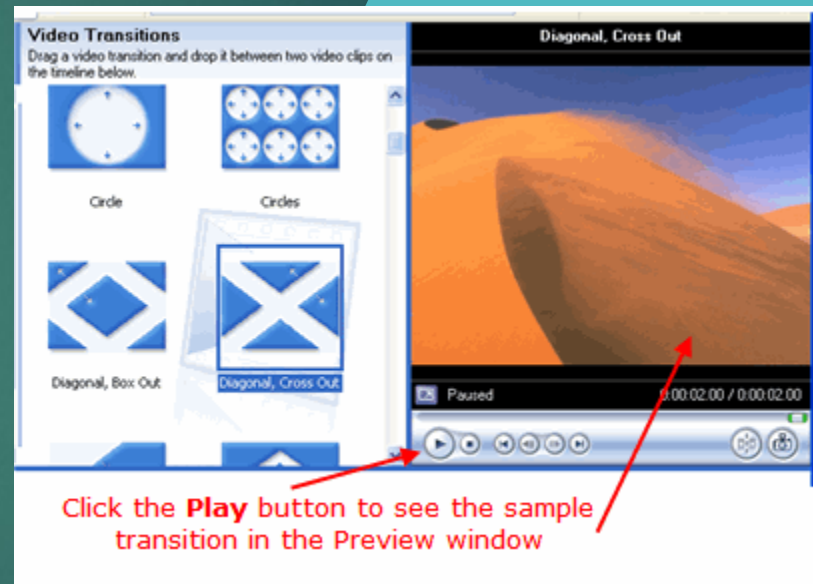 Video Transitions
Drag a video transition and drop it between two video clips on
the timeline below.
Circle
Circles
Diagonal, Box Out
Diagonal, Cross Out
Diagonal, Cross Out
Paused
0:00:02.00 / 0:00:02.00
Click the Play button to see the sample
transition in the Preview window